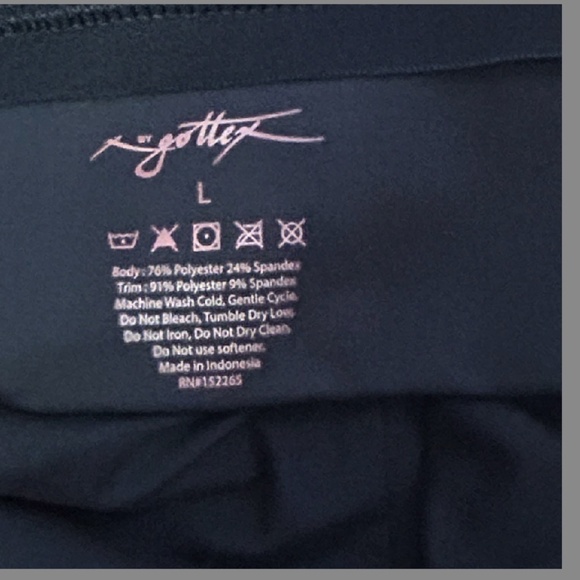 X BY gottex
L
Body : 76% Polyester 24% Spandex
Trim : 91% Polyester 9% Spandex
Machine Wash Cold, Gentle Cycle,
Do Not Bleach, Tumble Dry Low,
Do Not Iron, Do Not Dry Clean,
Do Not use softener.
Made in Indonesia
RN#152265